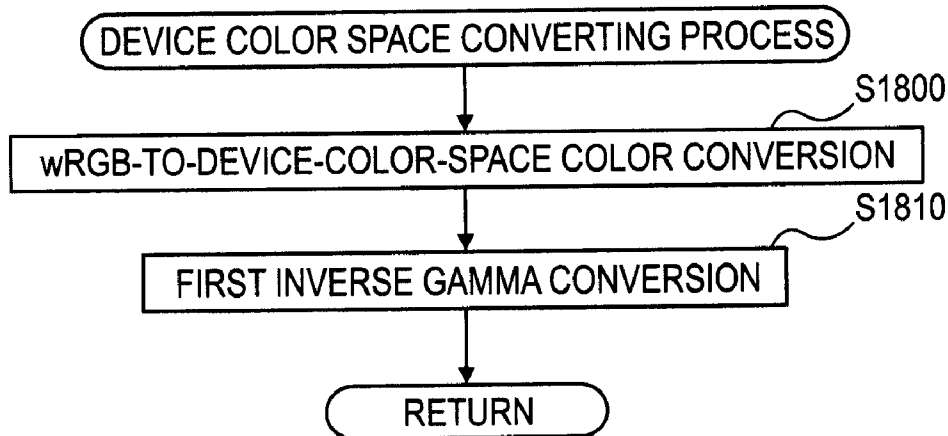 DEVICE COLOR SPACE CONVERTING PROCESS
S1800
wRGB-TO-DEVICE-COLOR-SPACE COLOR CONVERSION
S1810
FIRST INVERSE GAMMA CONVERSION
RETURN